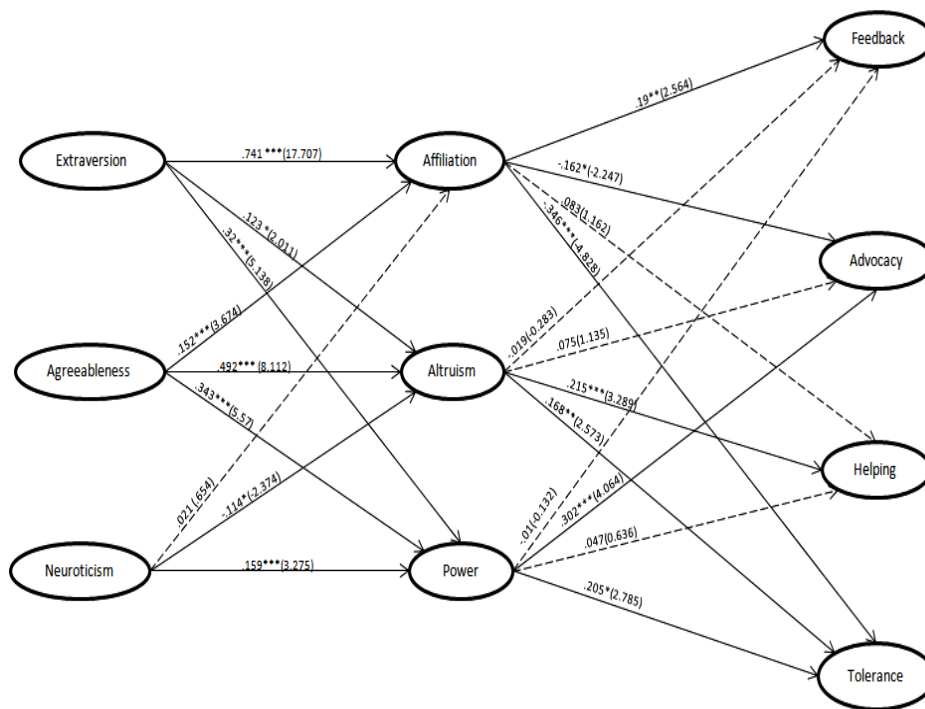 Feedback
.19**(2.564)
Extraversion
.741 ***(17.707)
Affiliation
-.162*(-2.247)
.083(1.162)
-.346***(-4.828)
.123 *(2.011)
.32***(5.138)
Advocacy
.152***(3.674)
-.019(-0.283)
.075(1.135)
Agreeableness
.492*** (8.112)
Altruism
.343***(5.57)
.215***(3.289)
.168**(2.573)
Helping
-.114*(-2.374)
.021(.654)
-.01(-0.132)
.302***(4.064)
.047(0.636)
Neuroticism
.159***(3.275)
Power
.205*(2.785)
Tolerance